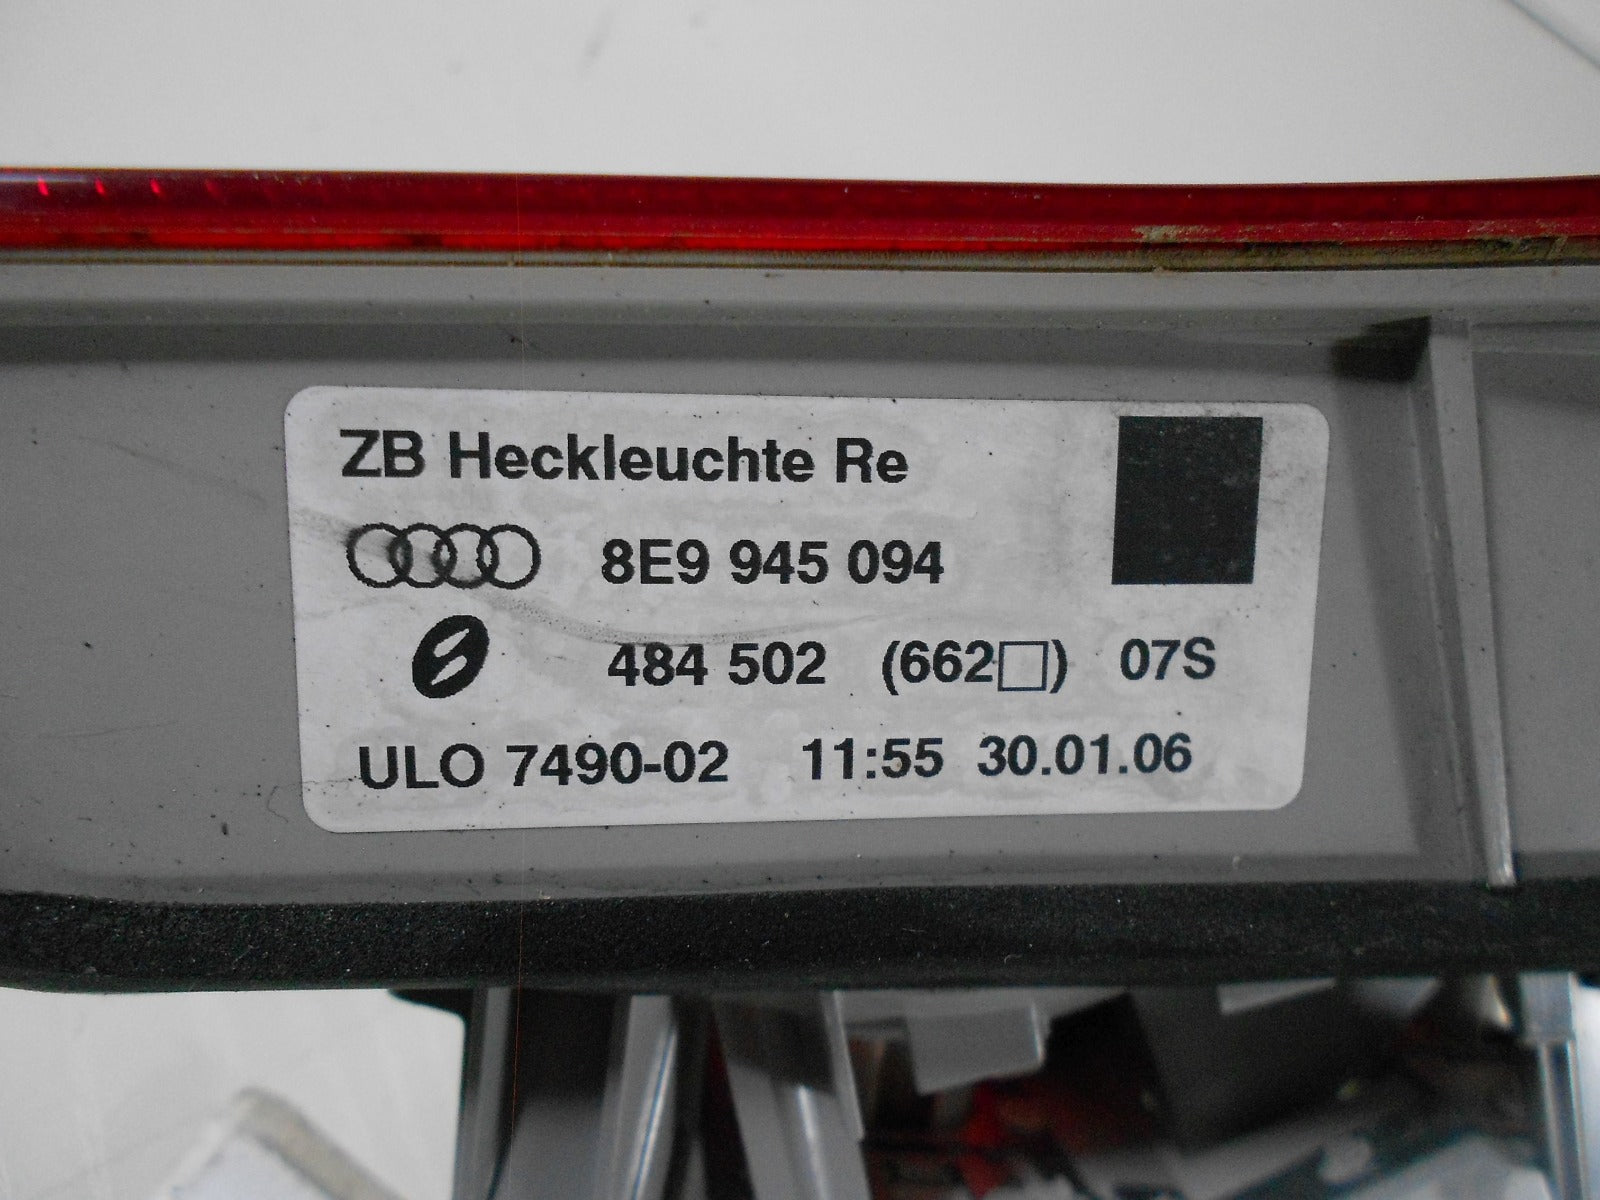 ZB Heckleuchte Re
8E9 945 094
484 502 (662□) 07S
ULO 7490-02 11:55 30.01.06